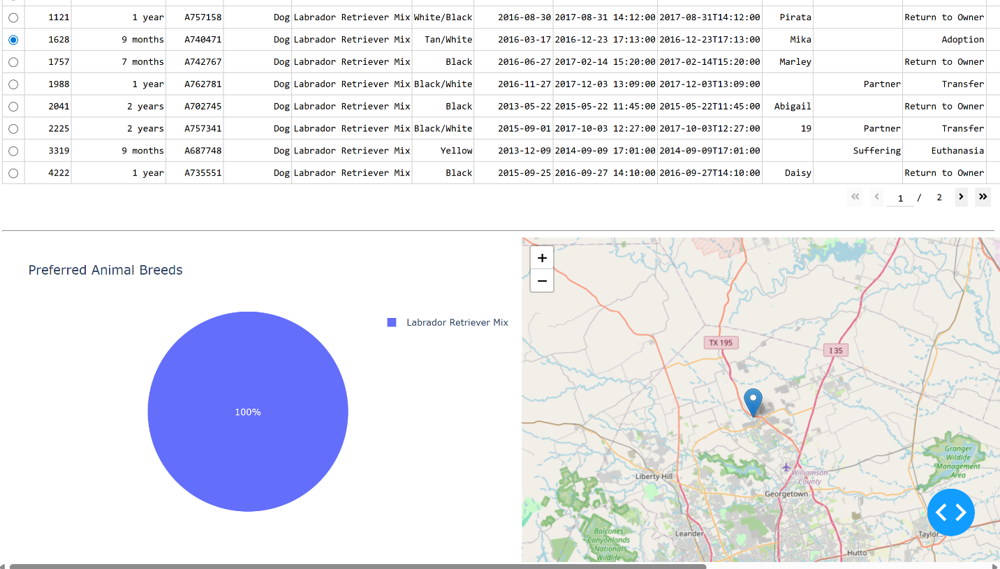 1121 1 year A757158 Dog Labrador Retriever Mix White/Black 2016-08-30 2017-08-31 14:12:00 2017-08-31T14:12:00 Pirata Return to Owner
1628 9 months A740471 Dog Labrador Retriever Mix Tan/White 2016-03-17 2016-12-23 17:13:00 2016-12-23T17:13:00 Mika Adoption
1757 7 months A742767 Dog Labrador Retriever Mix Black 2016-06-27 2017-02-14 15:20:00 2017-02-14T15:20:00 Marley Return to Owner
1988 1 year A762781 Dog Labrador Retriever Mix Black/White 2016-11-27 2017-12-03 13:09:00 2017-12-03T13:09:00 Partner Transfer
2041 2 years A702745 Dog Labrador Retriever Mix Black 2013-05-22 2015-05-22 11:45:00 2015-05-22T11:45:00 Abigail Return to Owner
2225 2 years A757341 Dog Labrador Retriever Mix Black/White 2015-09-01 2017-10-03 12:27:00 2017-10-03T12:27:00 19 Partner Transfer
3319 9 months A687748 Dog Labrador Retriever Mix Yellow 2013-12-09 2014-09-09 17:01:00 2014-09-09T17:01:00 Suffering Euthanasia
4222 1 year A735551 Dog Labrador Retriever Mix Black 2015-09-25 2016-09-27 14:10:00 2016-09-27T14:10:00 Daisy Return to Owner
1 / 2
Preferred Animal Breeds
Labrador Retriever Mix
100%
+
−
TX 195
I 35
Granger
Wildlife
Management
Area
Liberty Hill
Williamson
County
Georgetown
Balcones
Canyonlands
National
Wildlife
Leander
Taylor
Hutto